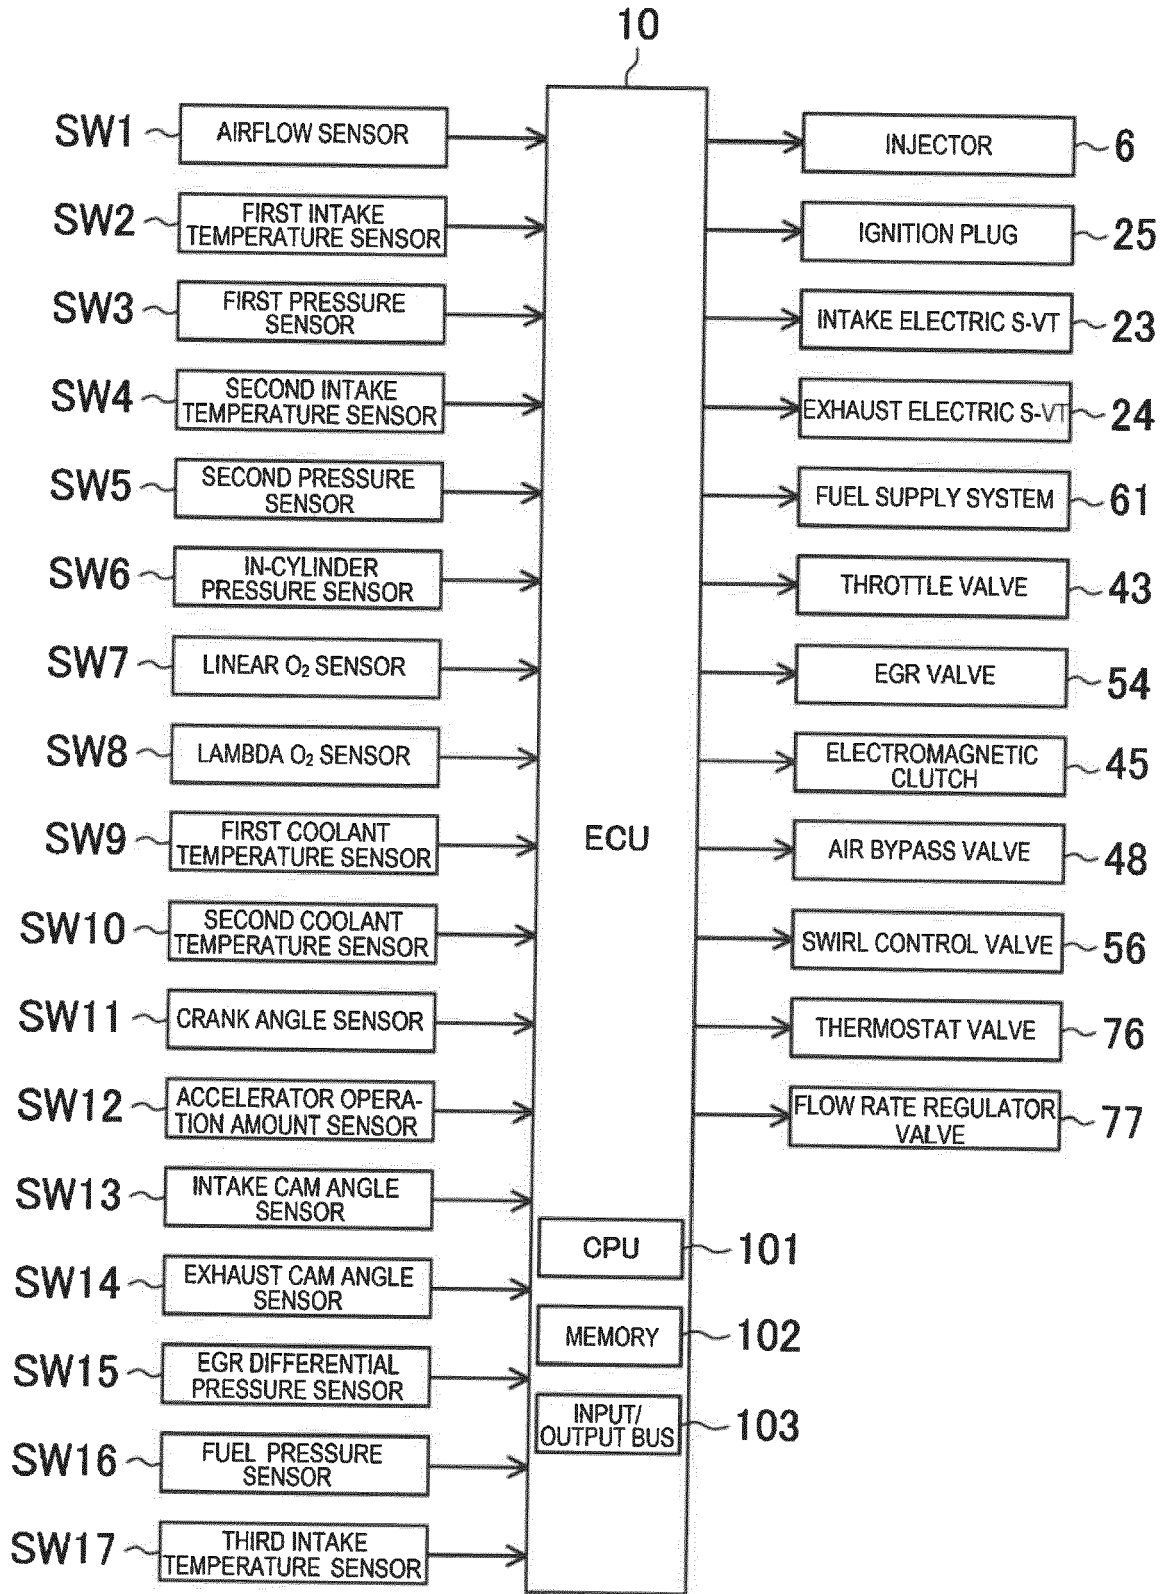 10
SW1
AIRFLOW SENSOR
SW2
FIRST INTAKE
TEMPERATURE SENSOR
SW3
FIRST PRESSURE
SENSOR
SW4
SECOND INTAKE
TEMPERATURE SENSOR
SW5
SECOND PRESSURE
SENSOR
SW6
IN-CYLINDER
PRESSURE SENSOR
SW7
LINEAR O₂ SENSOR
SW8
LAMBDA O₂ SENSOR
SW9
FIRST COOLANT
TEMPERATURE SENSOR
SW10
SECOND COOLANT
TEMPERATURE SENSOR
SW11
CRANK ANGLE SENSOR
SW12
ACCELERATOR OPERA-
TION AMOUNT SENSOR
SW13
INTAKE CAM ANGLE
SENSOR
SW14
EXHAUST CAM ANGLE
SENSOR
SW15
EGR DIFFERENTIAL
PRESSURE SENSOR
SW16
FUEL PRESSURE
SENSOR
SW17
THIRD INTAKE
TEMPERATURE SENSOR
ECU
CPU
101
MEMORY
102
INPUT/
OUTPUT BUS
103
INJECTOR
6
IGNITION PLUG
25
INTAKE ELECTRIC S-VT
23
EXHAUST ELECTRIC S-VT
24
FUEL SUPPLY SYSTEM
61
THROTTLE VALVE
43
EGR VALVE
54
ELECTROMAGNETIC
CLUTCH
45
AIR BYPASS VALVE
48
SWIRL CONTROL VALVE
56
THERMOSTAT VALVE
76
FLOW RATE REGULATOR
VALVE
77